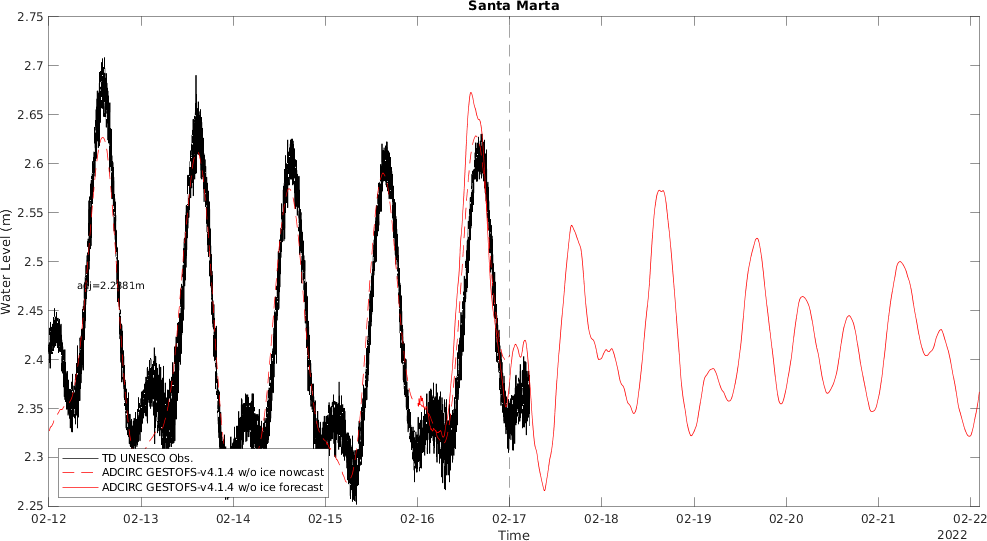 Santa Marta
2.75
2.7
2.65
2.6
2.55
2.5
2.45
2.4
2.35
2.3
2.25
Water Level (m)
TD UNESCO Obs.
ADCIRC GESTOFS-v4.1.4 w/o ice nowcast
ADCIRC GESTOFS-v4.1.4 w/o ice forecast
02-12 02-13 02-14 02-15 02-16 02-17 02-18 02-19 02-20 02-21 02-22
Time
2022